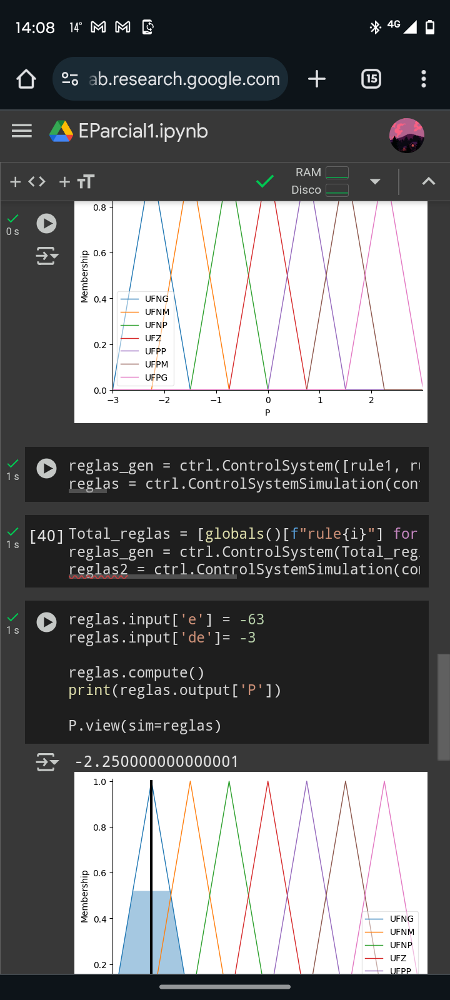 14:08 14°
4G
ab.research.google.com
15
EParcial1.ipynb
RAM
Disco
0 s
0.8
0.6
0.4
0.2
0.0
Membership
UFNG
UFNM
UFNP
UFZ
UFPP
UFPM
UFPG
−3 −2 −1 0 1 2
P
1 s
reglas_gen = ctrl.ControlSystem([rule1, ru
reglas = ctrl.ControlSystemSimulation(con
1 s
[40]
Total_reglas = [globals()[f"rule{i}"] for
reglas_gen = ctrl.ControlSystem(Total_reg
reglas2 = ctrl.ControlSystemSimulation(co
1 s
reglas.input['e'] = -63
reglas.input['de']= -3
reglas.compute()
print(reglas.output['P'])
P.view(sim=reglas)
-2.250000000000001
1.0
0.8
0.6
0.4
0.2
Membership
UFNG
UFNM
UFNP
UFZ
UFPP